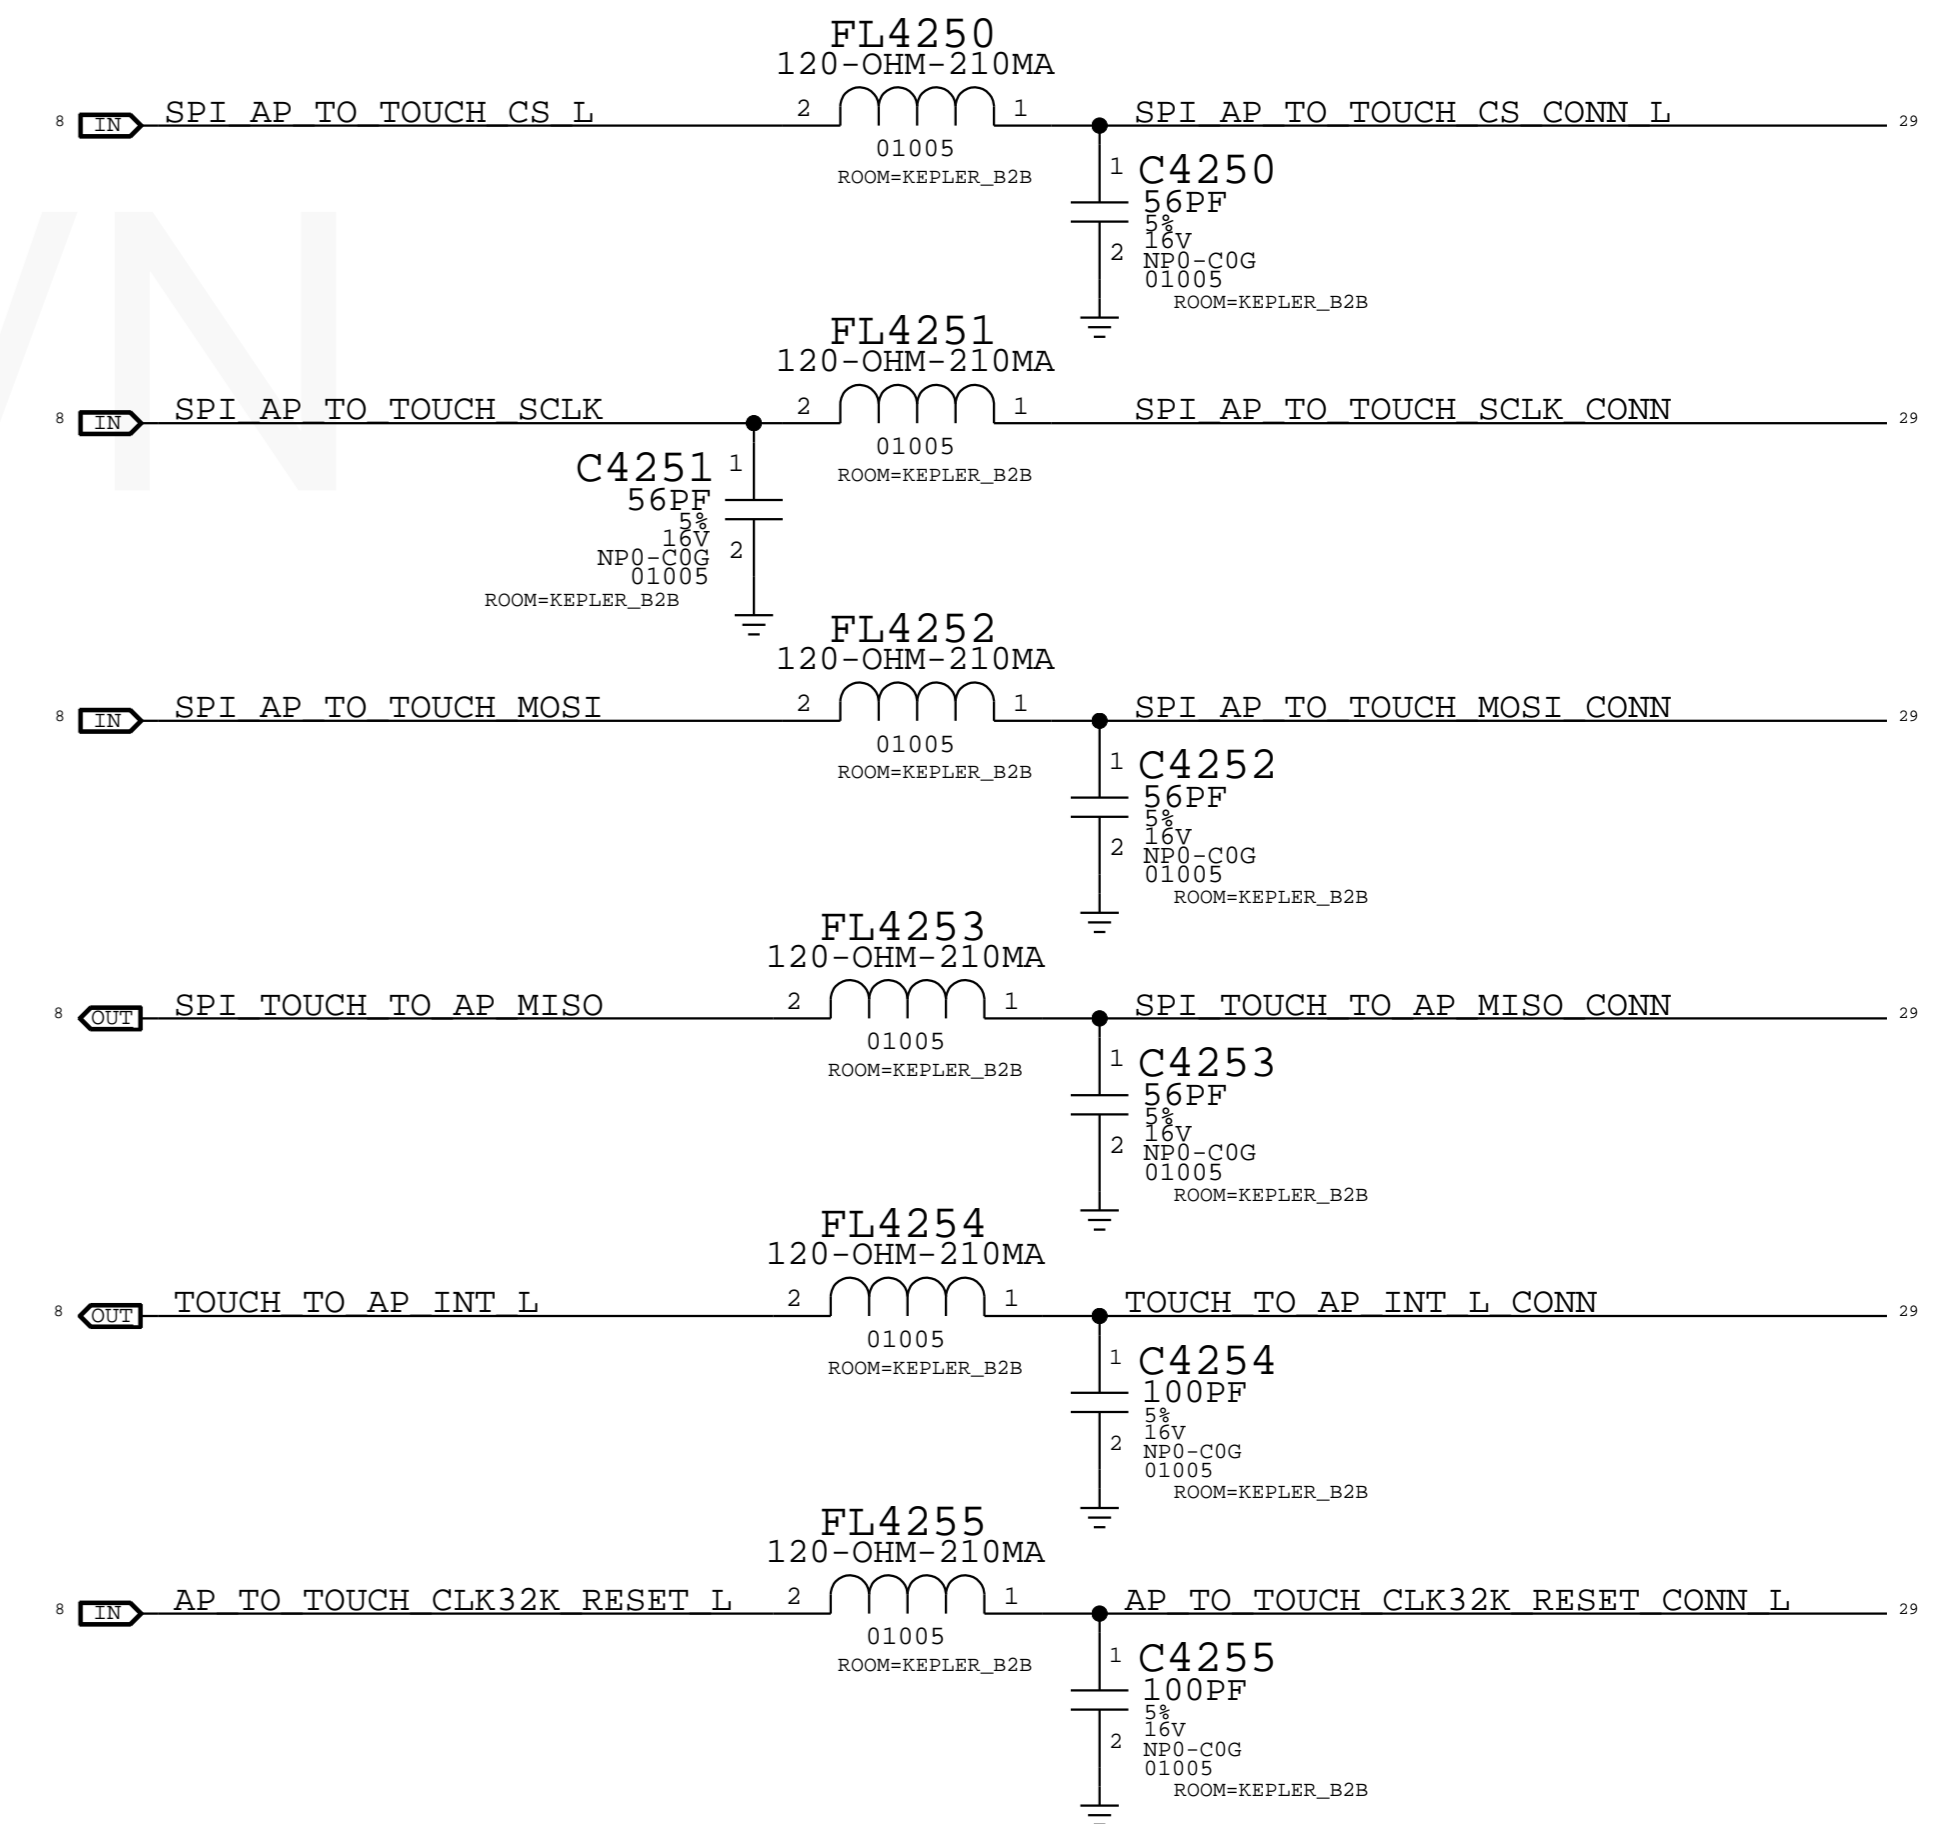 FL4250
120-OHM-210MA
8 IN SPI_AP_TO_TOUCH_CS_L 2 1 SPI_AP_TO_TOUCH_CS_CONN_L 29
01005
ROOM=KEPLER_B2B
1 C4250
56PF
5%
16V
2 NP0-C0G
01005
ROOM=KEPLER_B2B
VN
FL4251
120-OHM-210MA
8 IN SPI_AP_TO_TOUCH_SCLK 2 1 SPI_AP_TO_TOUCH_SCLK_CONN 29
01005
ROOM=KEPLER_B2B
C4251 1
56PF
5%
16V
NP0-C0G 2
01005
ROOM=KEPLER_B2B
FL4252
120-OHM-210MA
8 IN SPI_AP_TO_TOUCH_MOSI 2 1 SPI_AP_TO_TOUCH_MOSI_CONN 29
01005
ROOM=KEPLER_B2B
1 C4252
56PF
5%
16V
2 NP0-C0G
01005
ROOM=KEPLER_B2B
FL4253
120-OHM-210MA
8 OUT SPI_TOUCH_TO_AP_MISO 2 1 SPI_TOUCH_TO_AP_MISO_CONN 29
01005
ROOM=KEPLER_B2B
1 C4253
56PF
5%
16V
2 NP0-C0G
01005
ROOM=KEPLER_B2B
FL4254
120-OHM-210MA
8 OUT TOUCH_TO_AP_INT_L 2 1 TOUCH_TO_AP_INT_L_CONN 29
01005
ROOM=KEPLER_B2B
1 C4254
100PF
5%
16V
2 NP0-C0G
01005
ROOM=KEPLER_B2B
FL4255
120-OHM-210MA
8 IN AP_TO_TOUCH_CLK32K_RESET_L 2 1 AP_TO_TOUCH_CLK32K_RESET_CONN_L 29
01005
ROOM=KEPLER_B2B
1 C4255
100PF
5%
16V
2 NP0-C0G
01005
ROOM=KEPLER_B2B